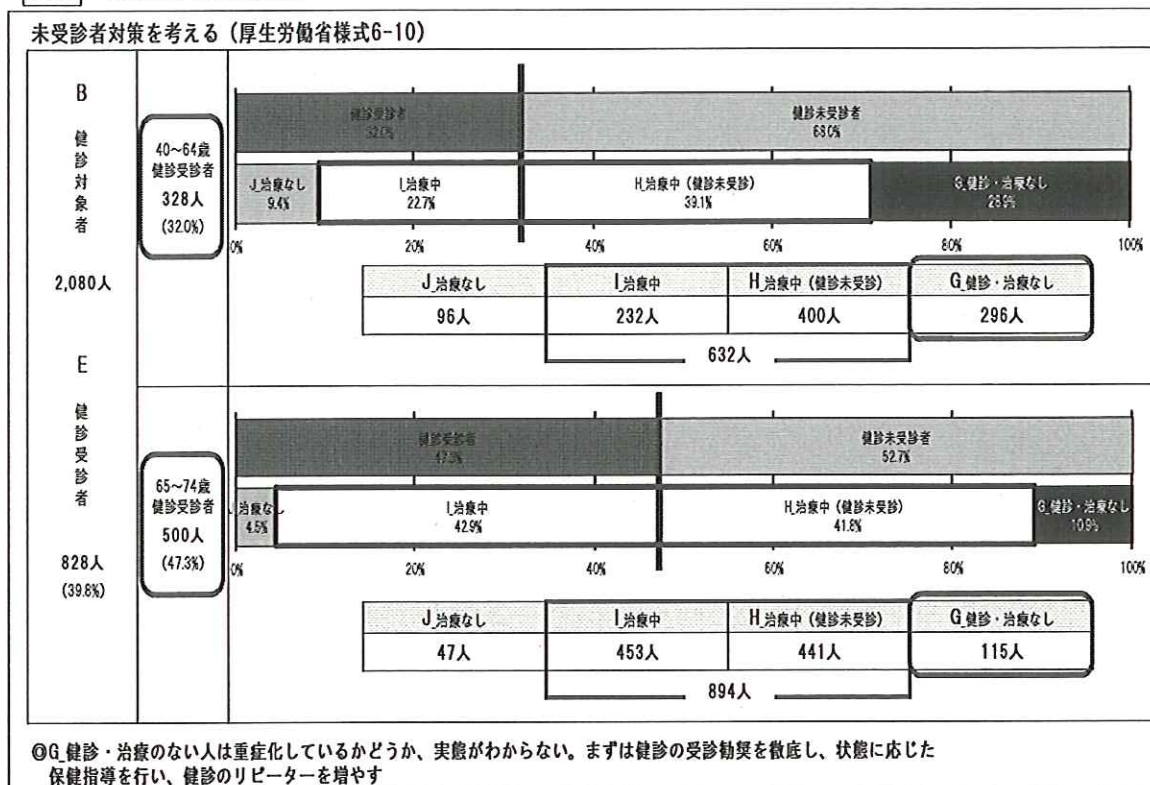 未受診者対策を考える（厚生労働省様式6-10）
B
健診対象者
2,080人
E
健診受診者
828人
(39.8%)
40～64歳
健診受診者
328人
(32.0%)
健診受診者
32.0%
健診未受診者
68.0%
J_治療なし
9.4%
I_治療中
22.7%
H_治療中（健診未受診）
39.1%
G_健診・治療なし
28.9%
0% 20% 40% 60% 80% 100%
J_治療なし I_治療中 H_治療中（健診未受診） G_健診・治療なし
96人 232人 400人 296人
632人
65～74歳
健診受診者
500人
(47.3%)
健診受診者
47.3%
健診未受診者
52.7%
J_治療なし
4.5%
I_治療中
42.9%
H_治療中（健診未受診）
41.8%
G_健診・治療なし
10.9%
0% 20% 40% 60% 80% 100%
J_治療なし I_治療中 H_治療中（健診未受診） G_健診・治療なし
47人 453人 441人 115人
894人
◎G_健診・治療のない人は重症化しているかどうか、実態がわからない。まずは健診の受診勧奨を徹底し、状態に応じた
保健指導を行い、健診のリピーターを増やす